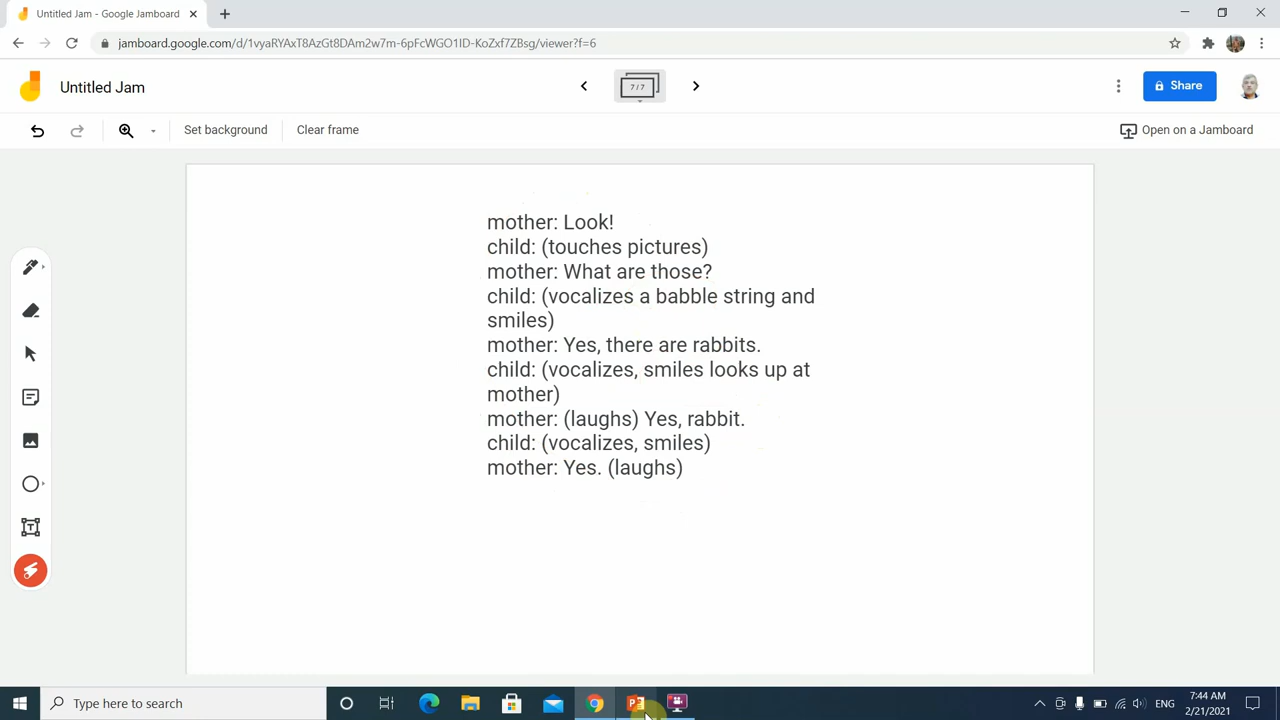 Untitled Jam - Google Jamboard
jamboard.google.com/d/1vyaRYAxT8AzGt8DAm2w7m-6pFcWGO1ID-KoZxf7ZBsg/viewer?f=6
Untitled Jam
7/7
Share
Set background
Clear frame
Open on a Jamboard
mother: Look!
child: (touches pictures)
mother: What are those?
child: (vocalizes a babble string and
smiles)
mother: Yes, there are rabbits.
child: (vocalizes, smiles looks up at
mother)
mother: (laughs) Yes, rabbit.
child: (vocalizes, smiles)
mother: Yes. (laughs)
Type here to search
ENG
7:44 AM
2/21/2021